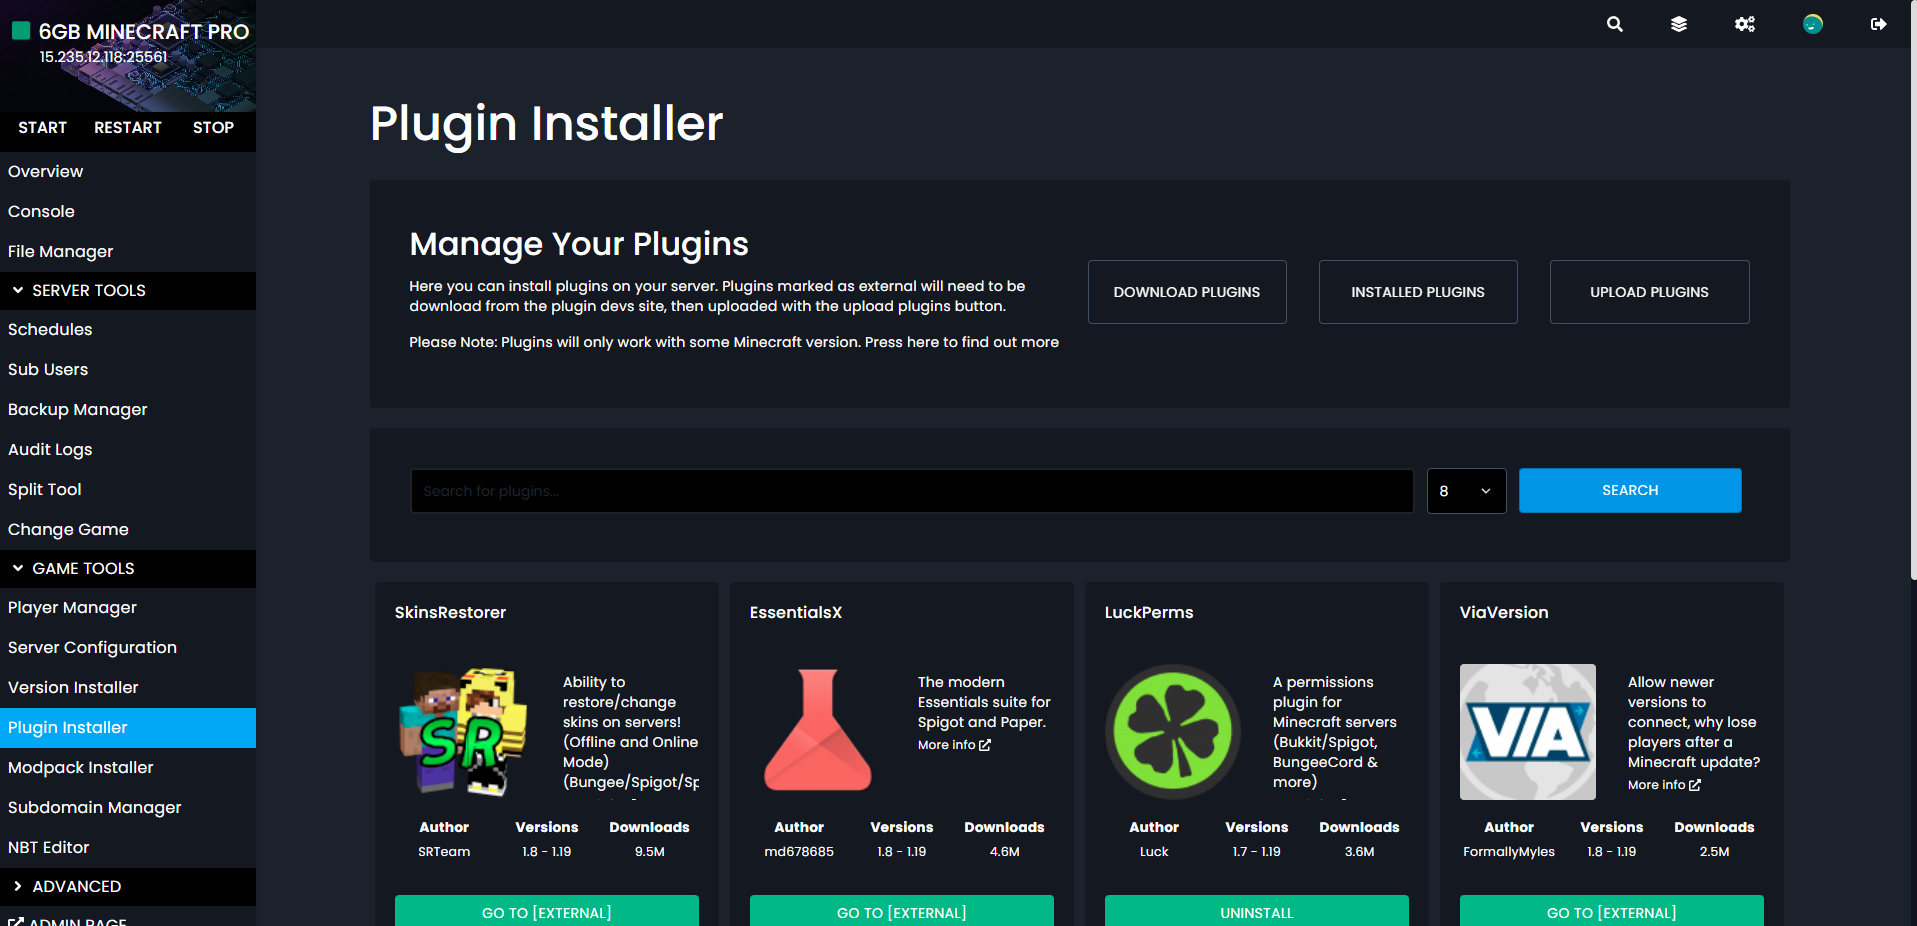 6GB MINECRAFT PRO
15.235.12.118:25561
START RESTART STOP
Overview
Console
File Manager
SERVER TOOLS
Schedules
Sub Users
Backup Manager
Audit Logs
Split Tool
Change Game
GAME TOOLS
Player Manager
Server Configuration
Version Installer
Plugin Installer
Modpack Installer
Subdomain Manager
NBT Editor
ADVANCED
ADMIN PAGE
Plugin Installer
Manage Your Plugins
Here you can install plugins on your server. Plugins marked as external will need to be
download from the plugin devs site, then uploaded with the upload plugins button.
Please Note: Plugins will only work with some Minecraft version. Press here to find out more
DOWNLOAD PLUGINS INSTALLED PLUGINS UPLOAD PLUGINS
Search for plugins...
8
SEARCH
SkinsRestorer
SR
Ability to
restore/change
skins on servers!
(Offline and Online
Mode)
(Bungee/Spigot/Sp
Author Versions Downloads
SRTeam 1.8 - 1.19 9.5M
GO TO [EXTERNAL]
EssentialsX
The modern
Essentials suite for
Spigot and Paper.
More info
Author Versions Downloads
md678685 1.8 - 1.19 4.6M
GO TO [EXTERNAL]
LuckPerms
A permissions
plugin for
Minecraft servers
(Bukkit/Spigot,
BungeeCord &
more)
Author Versions Downloads
Luck 1.7 - 1.19 3.6M
UNINSTALL
ViaVersion
VIA
Allow newer
versions to
connect, why lose
players after a
Minecraft update?
More info
Author Versions Downloads
FormallyMyles 1.8 - 1.19 2.5M
GO TO [EXTERNAL]